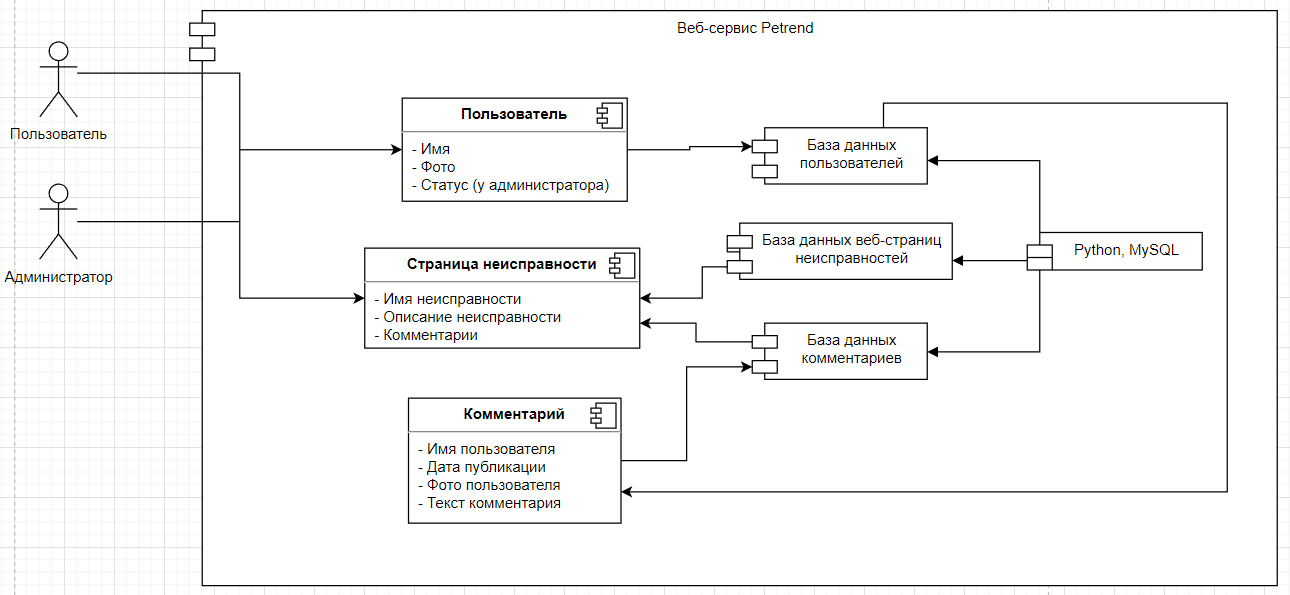 Веб-сервис Petrend
Пользователь
Администратор
Пользователь
- Имя
- Фото
- Статус (у администратора)
База данных
пользователей
Страница неисправности
- Имя неисправности
- Описание неисправности
- Комментарии
База данных веб-страниц
неисправностей
Python, MySQL
База данных
комментариев
Комментарий
- Имя пользователя
- Дата публикации
- Фото пользователя
- Текст комментария